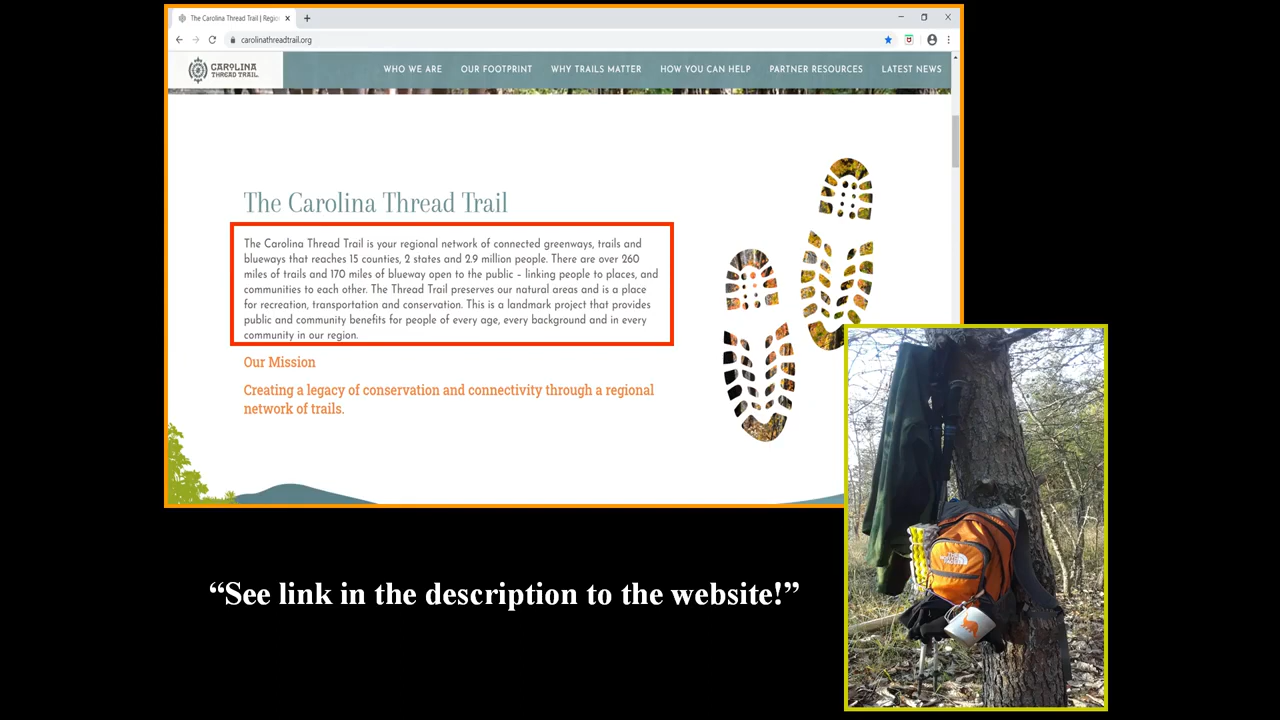 The Carolina Thread Trail | Regio
carolinathreadtrail.org
CAROLINA
THREAD TRAIL
WHO WE ARE OUR FOOTPRINT WHY TRAILS MATTER HOW YOU CAN HELP PARTNER RESOURCES LATEST NEWS
The Carolina Thread Trail
The Carolina Thread Trail is your regional network of connected greenways, trails and
blueways that reaches 15 counties, 2 states and 2.9 million people. There are over 260
miles of trails and 170 miles of blueway open to the public – linking people to places, and
communities to each other. The Thread Trail preserves our natural areas and is a place
for recreation, transportation and conservation. This is a landmark project that provides
public and community benefits for people of every age, every background and in every
community in our region.
Our Mission
Creating a legacy of conservation and connectivity through a regional
network of trails.
THE
NORTH
FACE
“See link in the description to the website!”